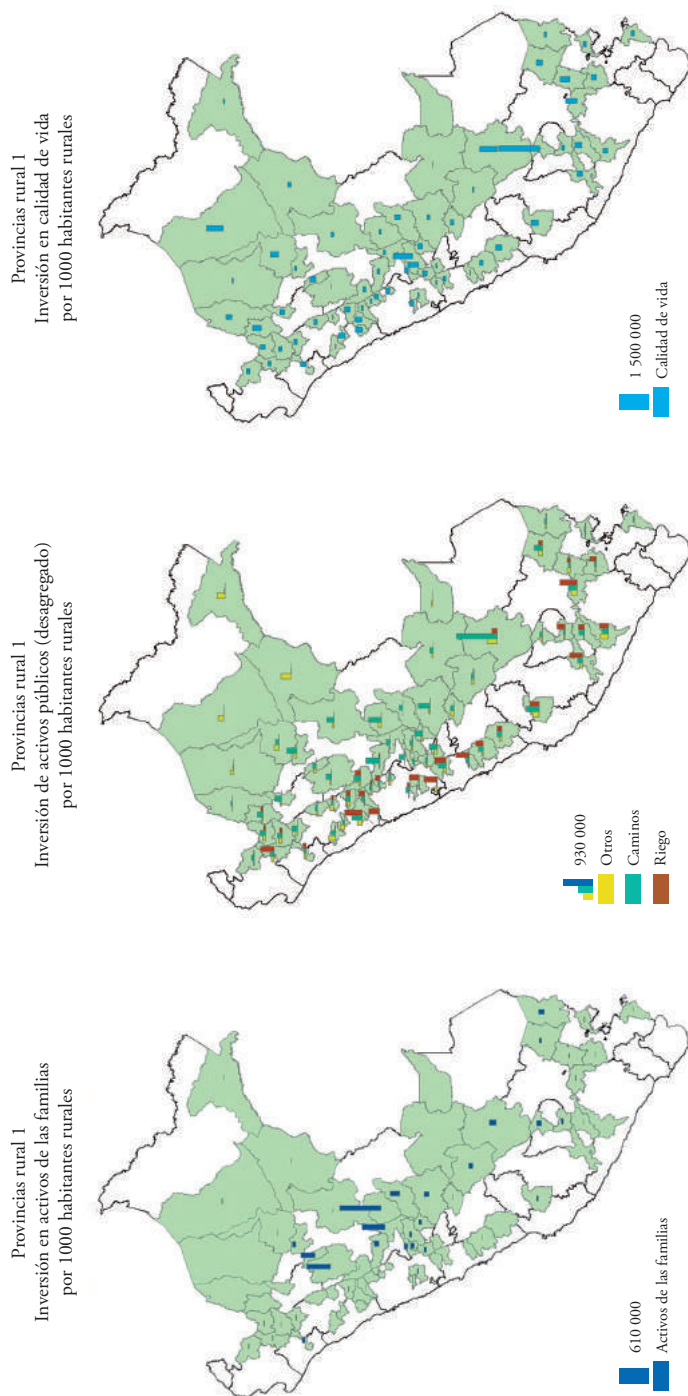 Provincias rural 1
Inversión en activos de las familias
por 1000 habitantes rurales
610 000
Activos de las familias
Provincias rural 1
Inversión de activos públicos (desagregado)
por 1000 habitantes rurales
930 000
Otros
Caminos
Riego
Provincias rural 1
Inversión en calidad de vida
por 1000 habitantes rurales
1 500 000
Calidad de vida